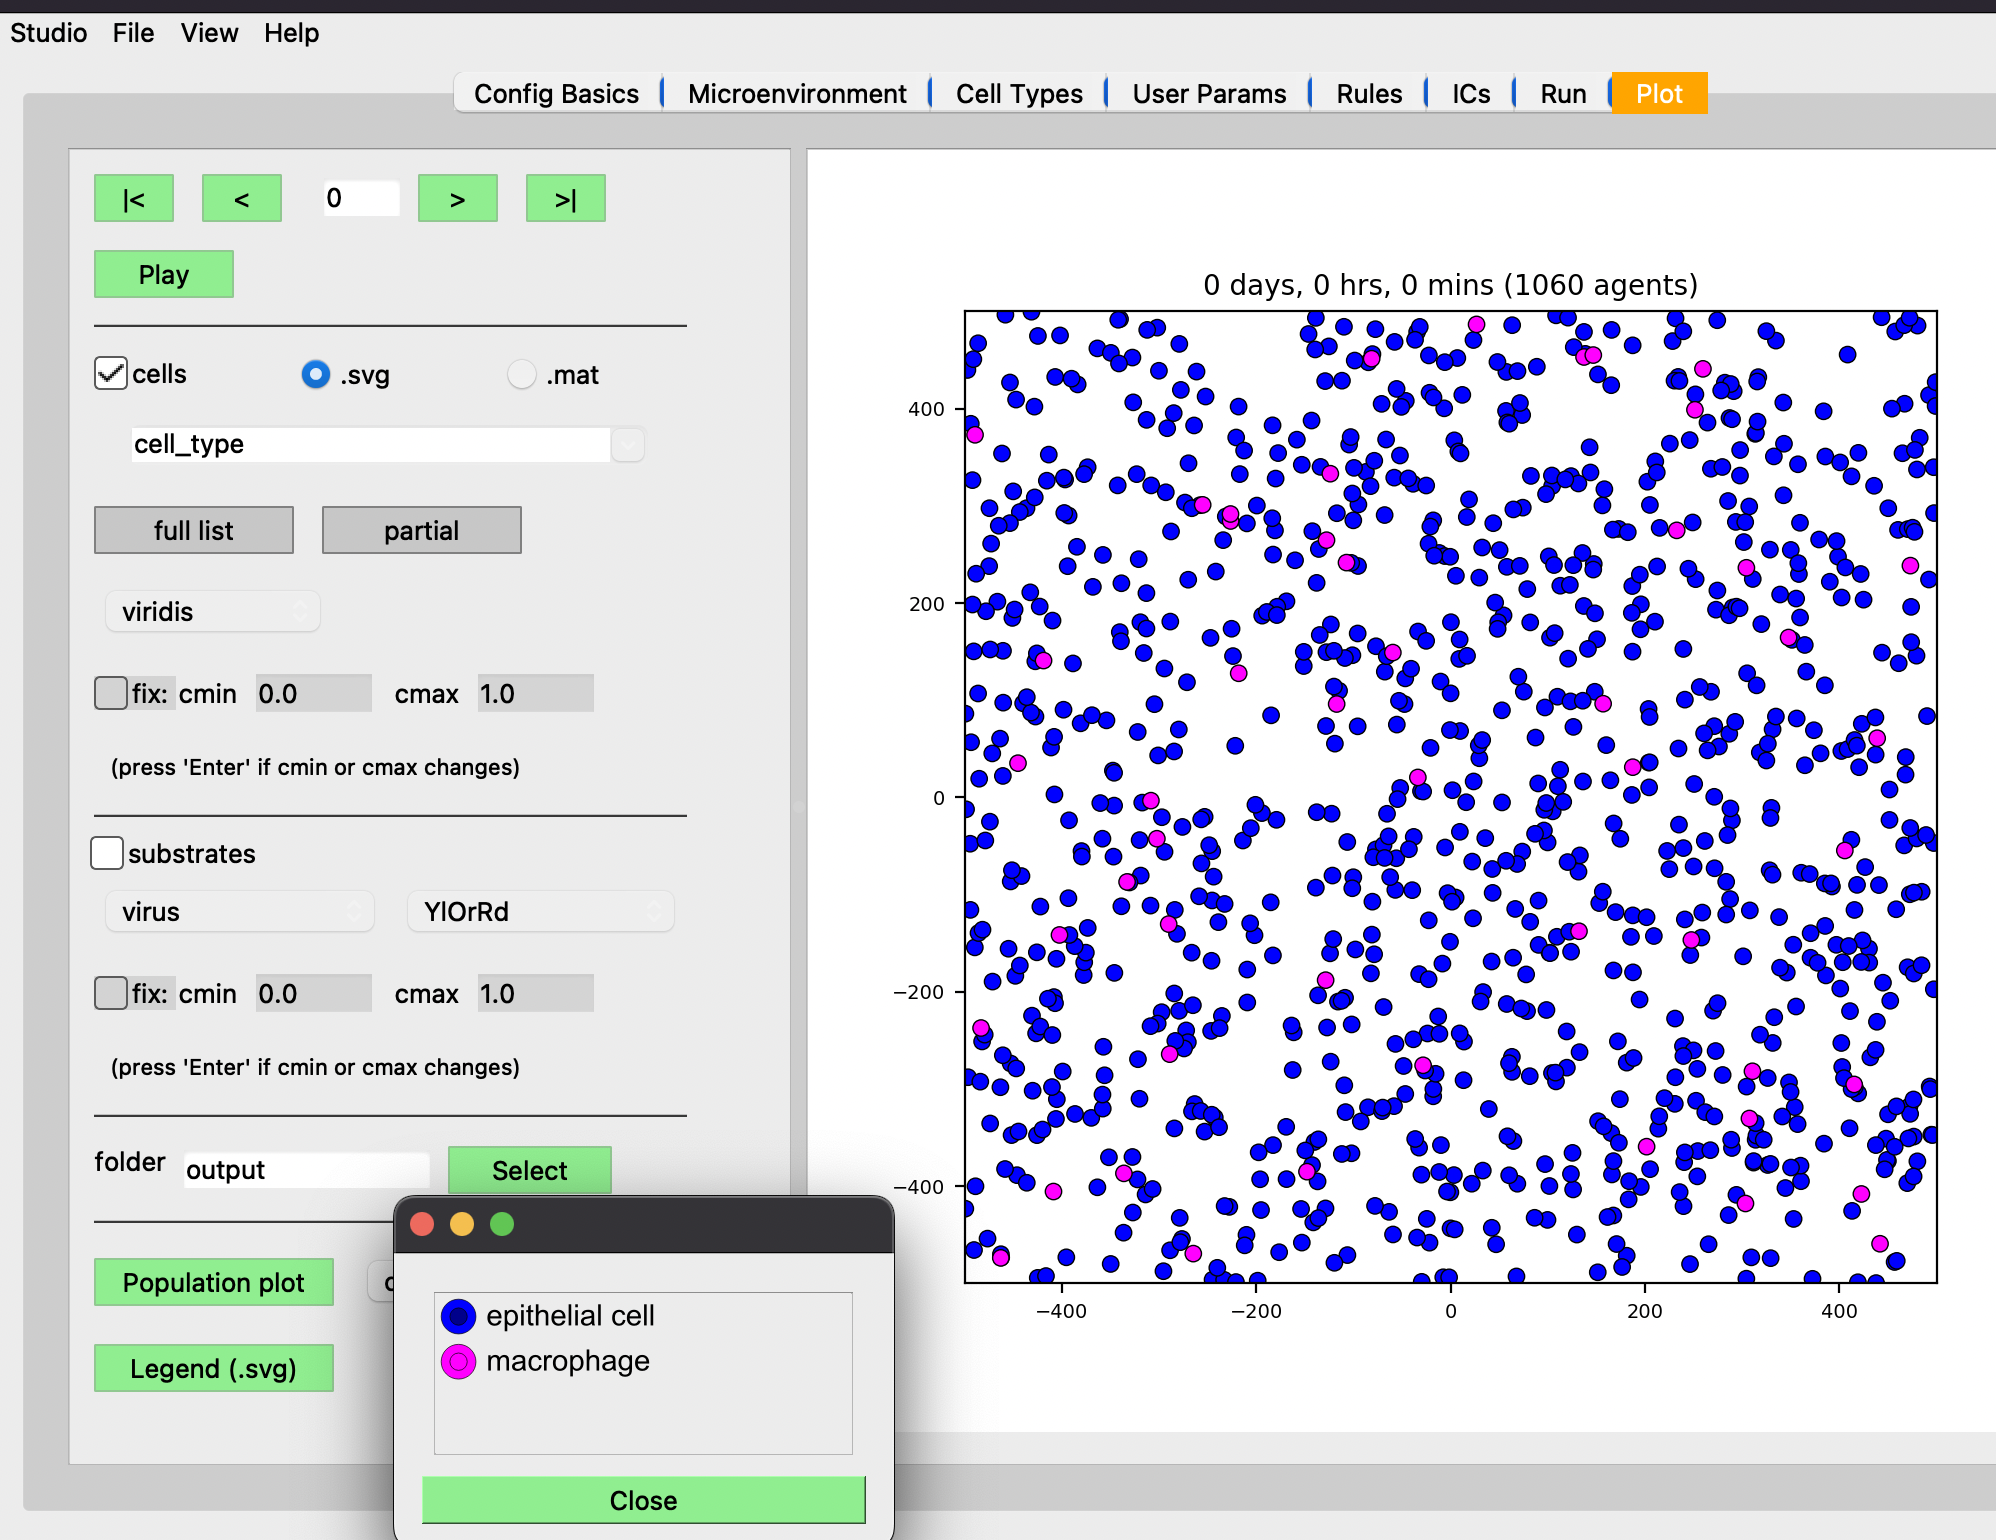 Studio File View Help
Config Basics Microenvironment Cell Types User Params Rules ICs Run Plot
|< < 0 > >|
Play
cells .svg .mat
cell_type
full list partial
viridis
fix: cmin 0.0 cmax 1.0
(press 'Enter' if cmin or cmax changes)
substrates
virus YlOrRd
fix: cmin 0.0 cmax 1.0
(press 'Enter' if cmin or cmax changes)
folder output Select
Population plot
Legend (.svg)
epithelial cell
macrophage
Close
0 days, 0 hrs, 0 mins (1060 agents)
400
200
0
−200
−400
−400 −200 0 200 400